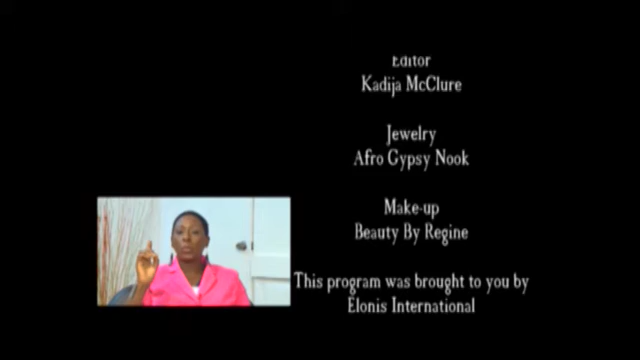 Editor
Kadija McClure
Jewelry
Afro Gypsy Nook
Make-up
Beauty By Regine
This program was brought to you by
Elonis International